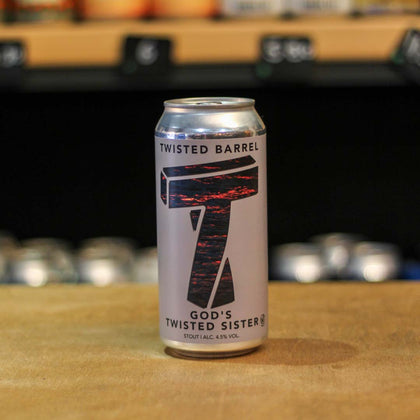 TWISTED BARREL
GOD'S
TWISTED SISTER
STOUT | ALC. 4.5% VOL.